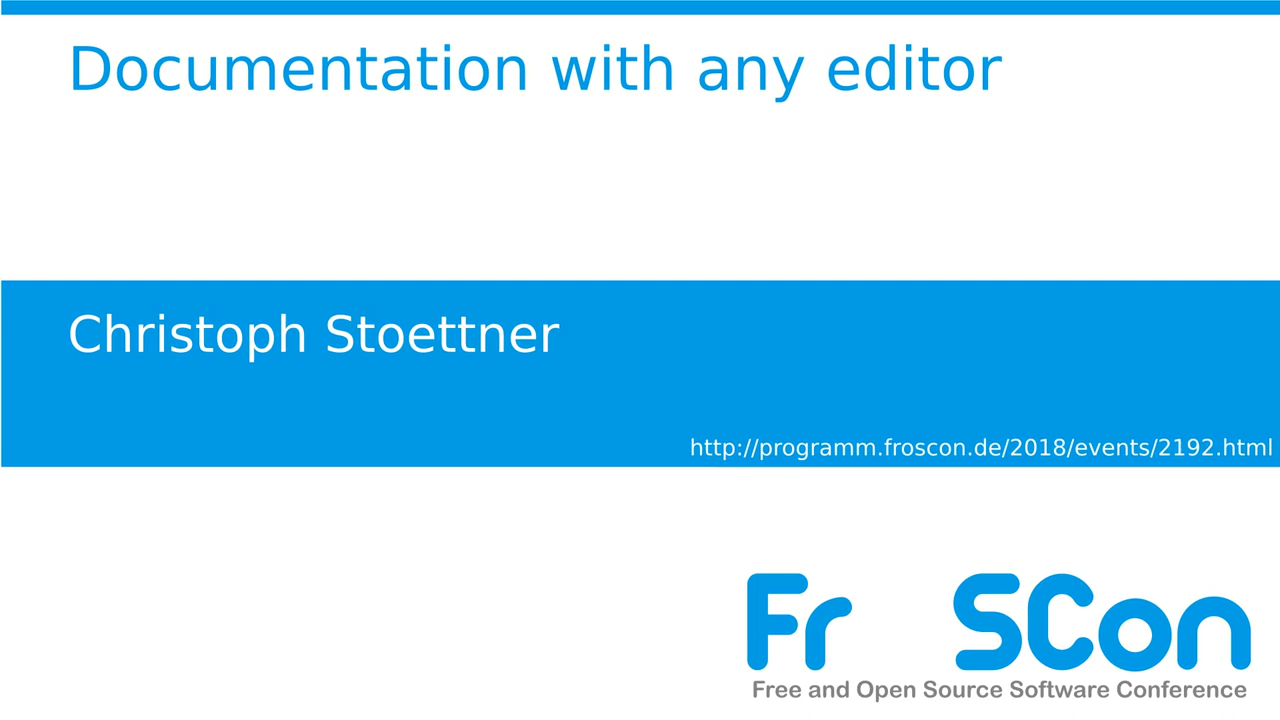 Documentation with any editor
Christoph Stoettner
http://programm.froscon.de/2018/events/2192.html
Fr SCon
Free and Open Source Software Conference